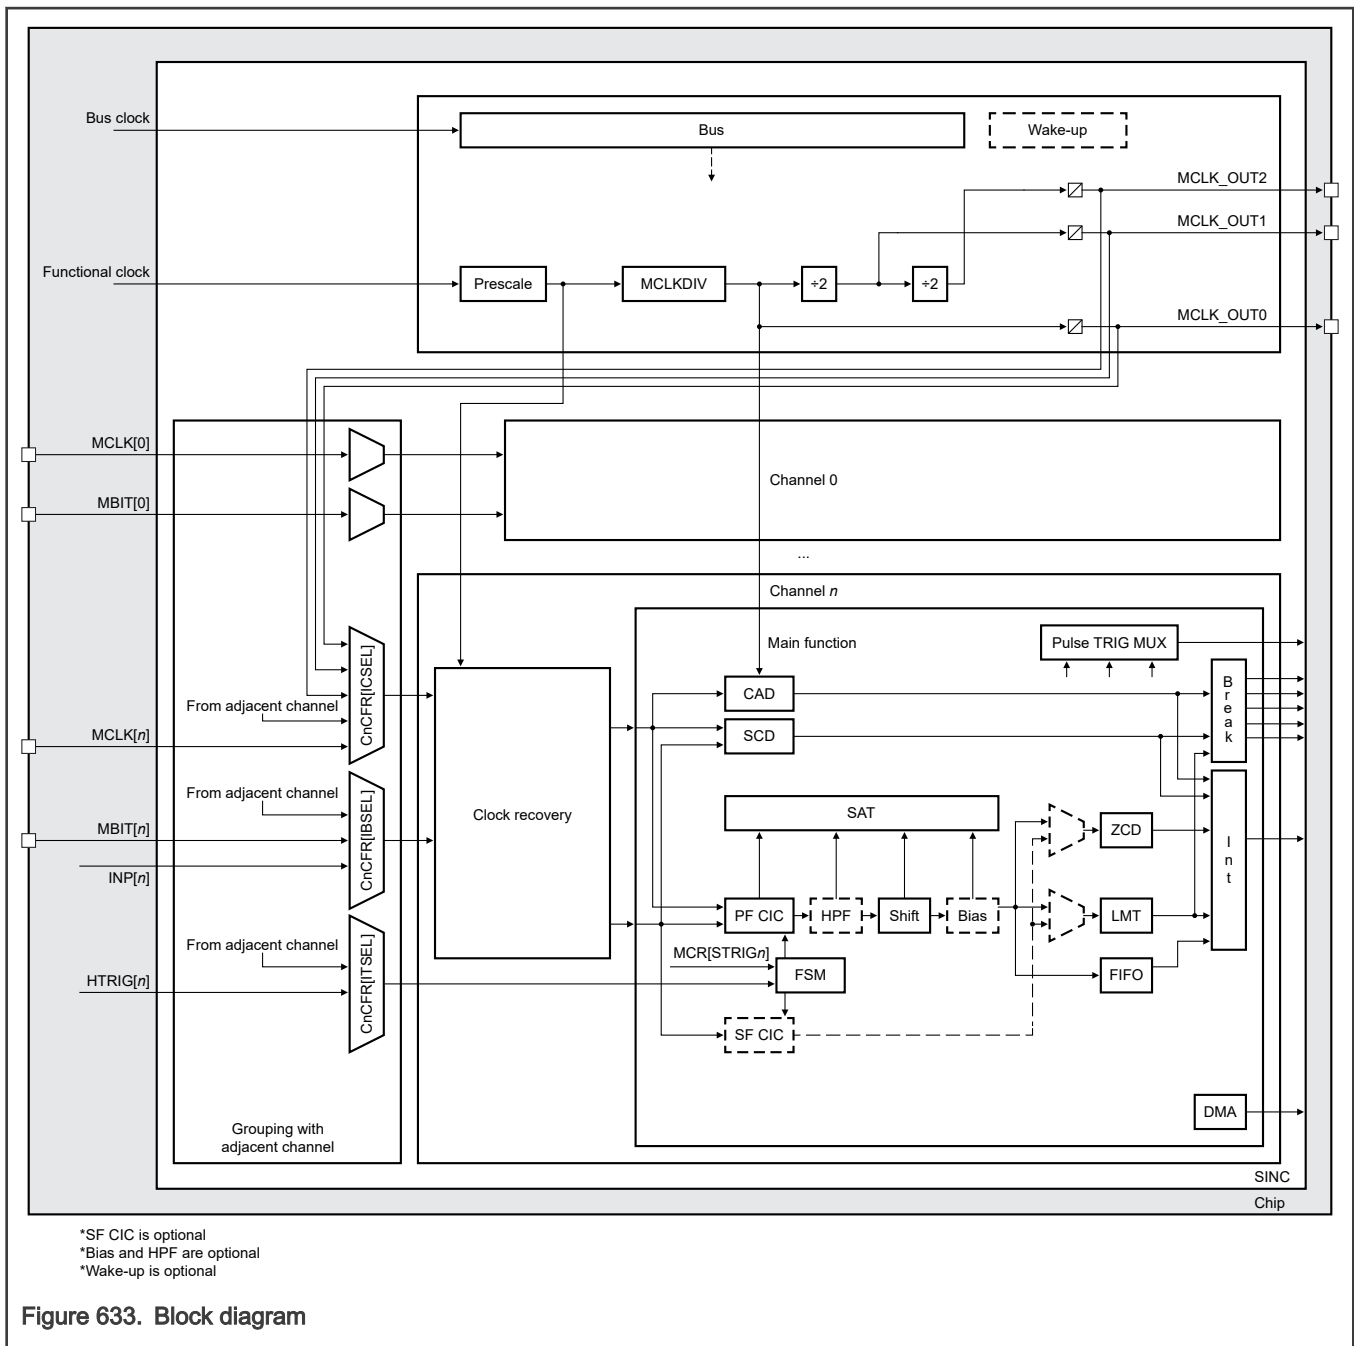 Bus clock
Bus
Wake-up
MCLK_OUT2
MCLK_OUT1
Functional clock
Prescale
MCLKDIV
÷2
÷2
MCLK_OUT0
MCLK[0]
MBIT[0]
Channel 0
...
Channel n
Main function
Pulse TRIG MUX
CnCFR[ICSEL]
From adjacent channel
MCLK[n]
CAD
SCD
Break
From adjacent channel
CnCFR[IBSEL]
MBIT[n]
INP[n]
Clock recovery
SAT
ZCD
Int
PF CIC
HPF
Shift
Bias
LMT
From adjacent channel
CnCFR[ITSEL]
HTRIG[n]
MCR[STRIGn]
FSM
FIFO
SF CIC
DMA
Grouping with
adjacent channel
SINC
Chip
*SF CIC is optional
*Bias and HPF are optional
*Wake-up is optional
Figure 633. Block diagram